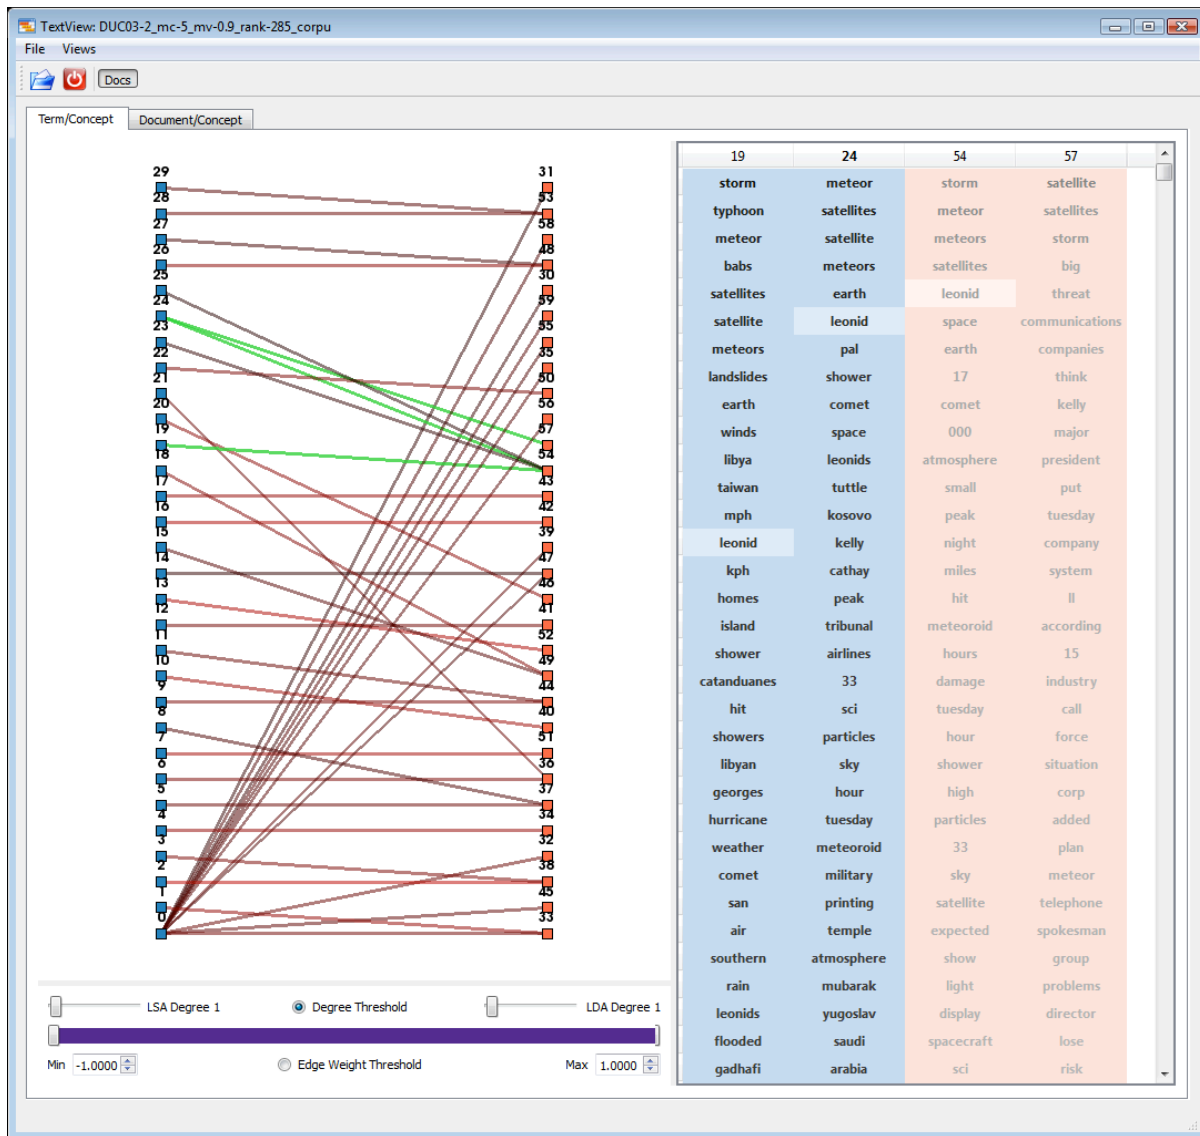 TextView: DUC03-2_mc-5_mv-0.9_rank-285_corpu
File Views
Docs
Term/Concept Document/Concept
29 31
28 53
27 58
26 48
25 30
24 59
23 55
22 35
21 50
20 56
19 57
18 54
17 43
16 42
15 39
14 47
13 46
12 41
11 52
10 49
9 44
8 40
7 51
6 36
5 37
4 34
3 32
2 38
1 45
0 33
19 24 54 57
storm meteor storm satellite
typhoon satellites meteor satellites
meteor satellite meteors storm
babs meteors satellites big
satellites earth leonid threat
satellite leonid space communications
meteors pal earth companies
landslides shower 17 think
earth comet comet kelly
winds space 000 major
libya leonids atmosphere president
taiwan tuttle small put
mph kosovo peak tuesday
leonid kelly night company
kph cathay miles system
homes peak hit ll
island tribunal meteoroid according
shower airlines hours 15
catanduanes 33 damage industry
hit sci tuesday call
showers particles hour force
libyan sky shower situation
georges hour high corp
hurricane tuesday particles added
weather meteoroid 33 plan
comet military sky meteor
san printing satellite telephone
air temple expected spokesman
southern atmosphere show group
rain mubarak light problems
leonids yugoslav display director
flooded saudi spacecraft lose
gadhafi arabia sci risk
LSA Degree 1 Degree Threshold LDA Degree 1
Min -1.0000 Edge Weight Threshold Max 1.0000